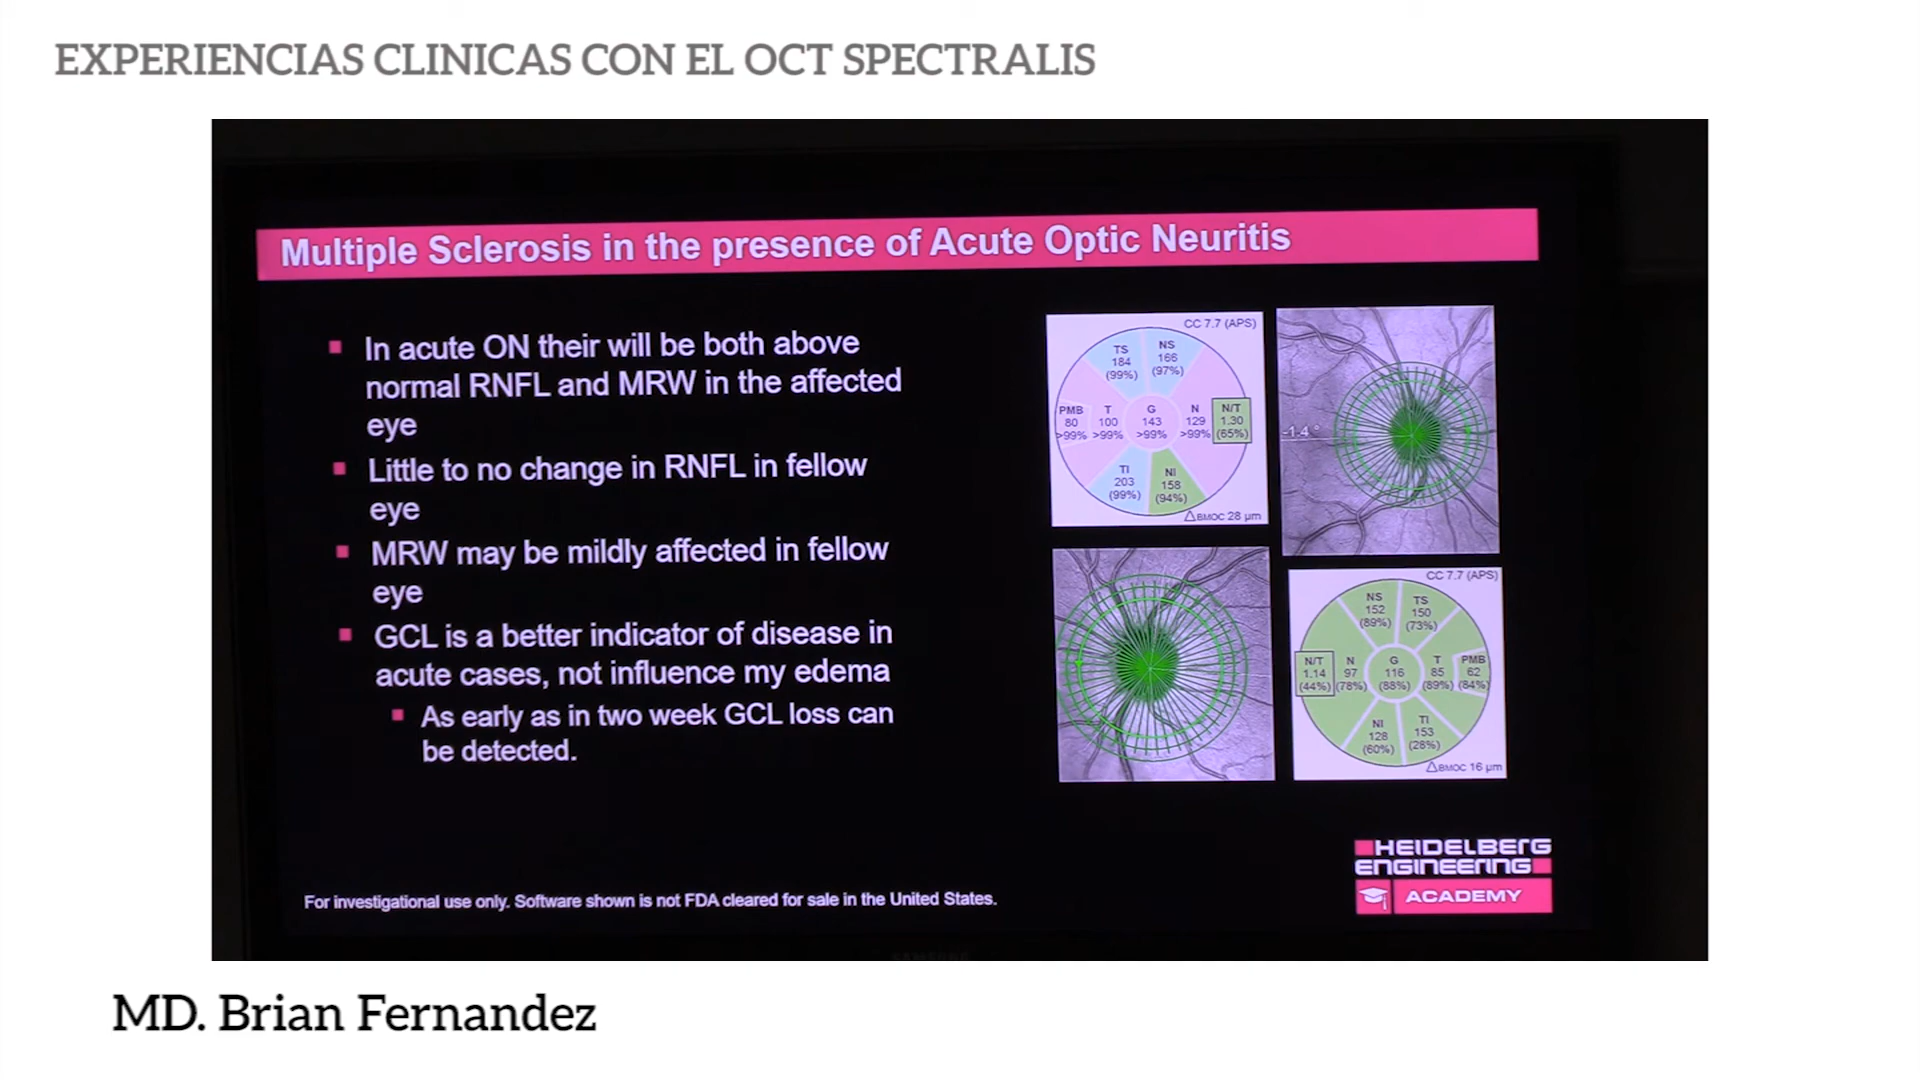 EXPERIENCIAS CLINICAS CON EL OCT SPECTRALIS
Multiple Sclerosis in the presence of Acute Optic Neuritis
In acute ON their will be both above
normal RNFL and MRW in the affected
eye
Little to no change in RNFL in fellow
eye
MRW may be mildly affected in fellow
eye
GCL is a better indicator of disease in
acute cases, not influence my edema
As early as in two week GCL loss can
be detected.
CC 7.7 (APS)
TS NS
184 166
(99%) (97%)
PMB T G N N/T
80 100 143 129 1.30
>99% >99% >99% >99% (65%)
TI NI
203 158
(99%) (94%)
△BMOC 28 µm
-1.4 °
CC 7.7 (APS)
NS TS
152 150
(89%) (73%)
N/T N G T PMB
1.14 97 116 85 62
(44%) (78%) (88%) (89%) (84%)
NI TI
128 153
(60%) (28%)
△BMOC 16 µm
HEIDELBERG
ENGINEERING
ACADEMY
For investigational use only. Software shown is not FDA cleared for sale in the United States.
MD. Brian Fernandez